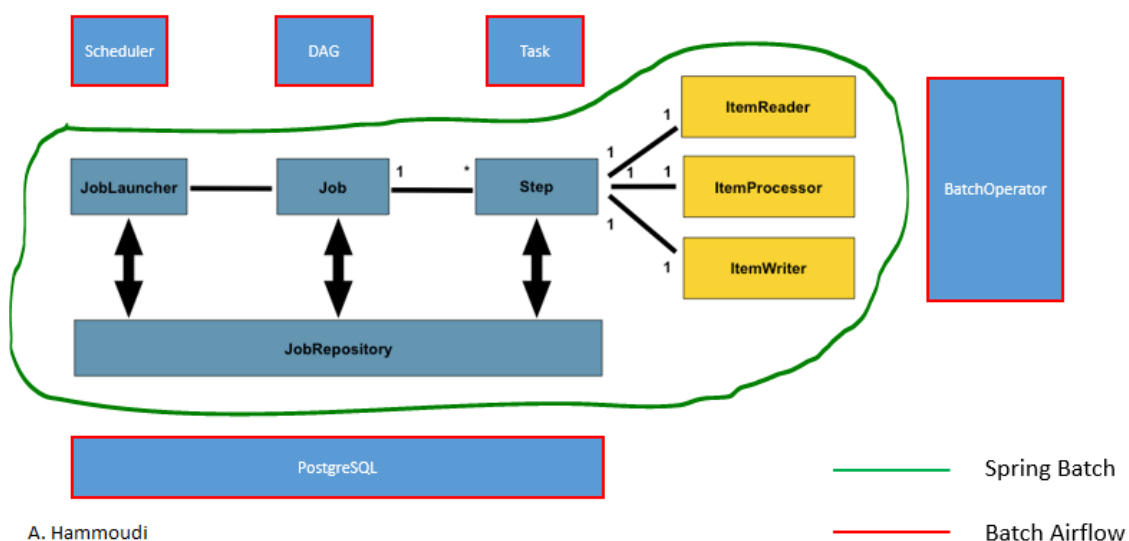 Scheduler
DAG
Task
ItemReader
1
1
JobLauncher
Job
1
*
Step
1
1
ItemProcessor
BatchOperator
1
1
ItemWriter
JobRepository
PostgreSQL
Spring Batch
A. Hammoudi
Batch Airflow